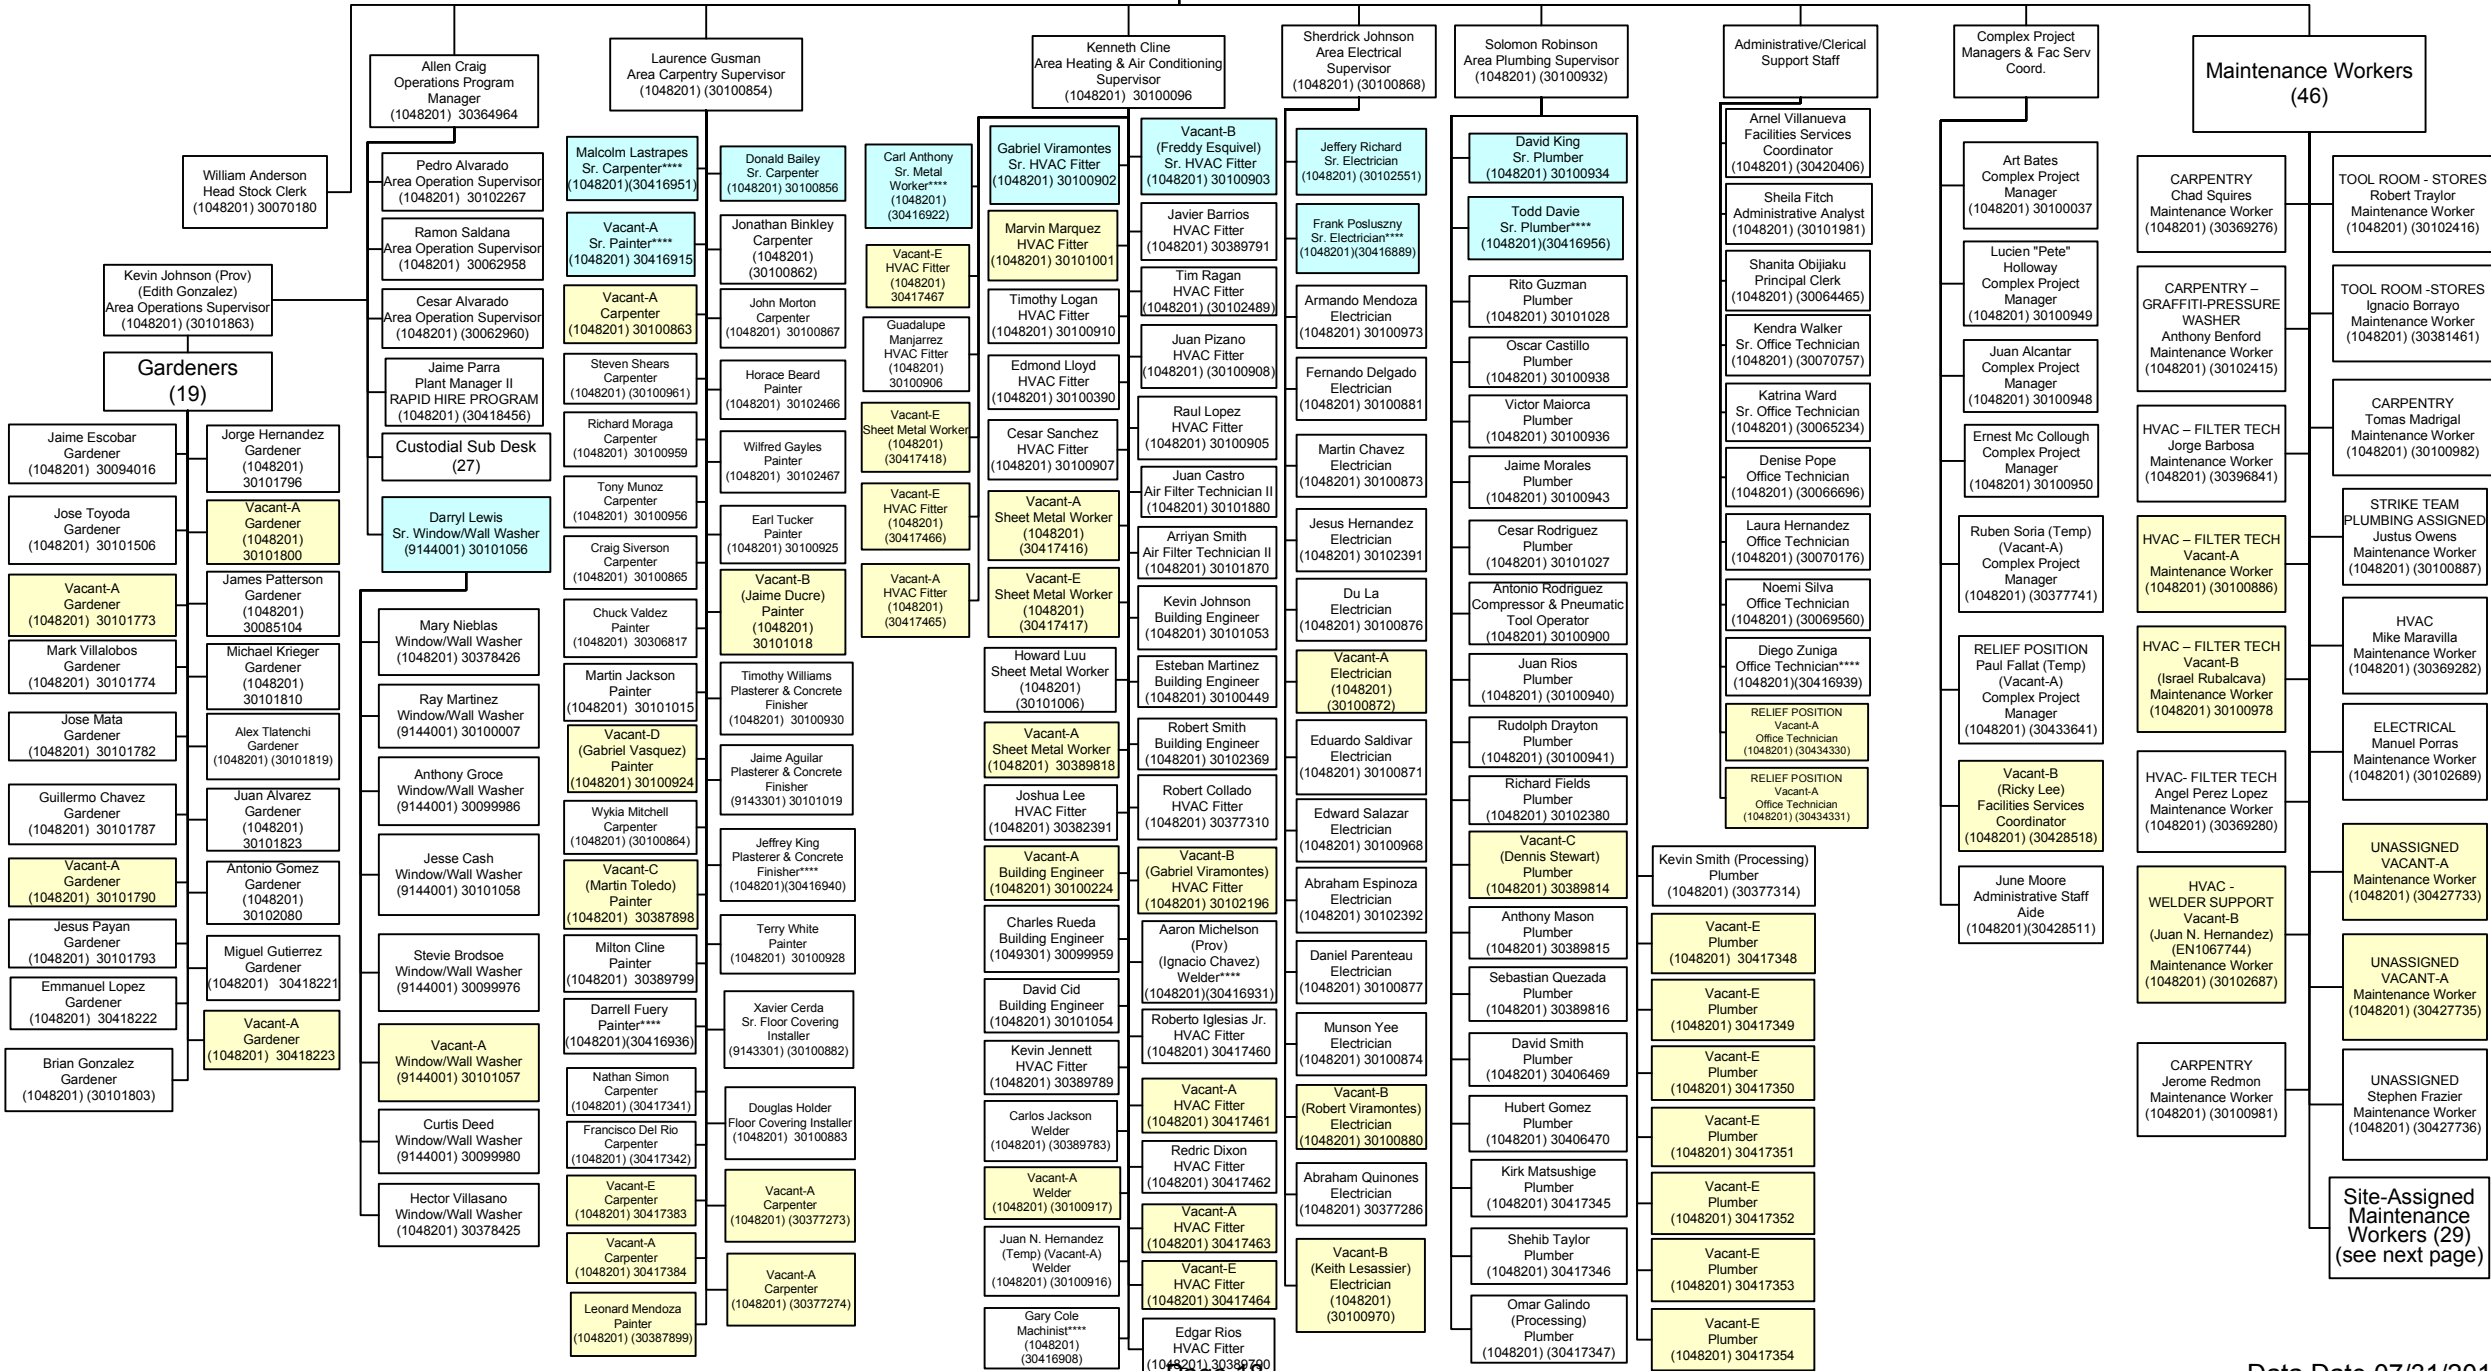 Allen Craig
Operations Program
Manager
(1048201) 30364964
Laurence Gusman
Area Carpentry Supervisor
(1048201) (30100854)
Kenneth Cline
Area Heating & Air Conditioning
Supervisor
(1048201) 30100096
Sherdrick Johnson
Area Electrical
Supervisor
(1048201) (30100868)
Solomon Robinson
Area Plumbing Supervisor
(1048201) (30100932)
Administrative/Clerical
Support Staff
Complex Project
Managers & Fac Serv
Coord.
Maintenance Workers
(46)
William Anderson
Head Stock Clerk
(1048201) 30070180
Kevin Johnson (Prov)
(Edith Gonzalez)
Area Operations Supervisor
(1048201) (30101863)
Gardeners
(19)
Jaime Escobar
Gardener
(1048201) 30094016
Jose Toyoda
Gardener
(1048201) 30101506
Vacant-A
Gardener
(1048201) 30101773
Mark Villalobos
Gardener
(1048201) 30101774
Jose Mata
Gardener
(1048201) 30101782
Guillermo Chavez
Gardener
(1048201) 30101787
Vacant-A
Gardener
(1048201) 30101790
Jesus Payan
Gardener
(1048201) 30101793
Emmanuel Lopez
Gardener
(1048201) 30418222
Brian Gonzalez
Gardener
(1048201) (30101803)
Jorge Hernandez
Gardener
(1048201)
30101796
Vacant-A
Gardener
(1048201)
30101800
James Patterson
Gardener
(1048201)
30085104
Michael Krieger
Gardener
(1048201)
30101810
Alex Tlatenchi
Gardener
(1048201) (30101819)
Juan Alvarez
Gardener
(1048201)
30101823
Antonio Gomez
Gardener
(1048201)
30102080
Miguel Gutierrez
Gardener
(1048201) 30418221
Vacant-A
Gardener
(1048201) 30418223
Pedro Alvarado
Area Operation Supervisor
(1048201) 30102267
Ramon Saldana
Area Operation Supervisor
(1048201) 30062958
Cesar Alvarado
Area Operation Supervisor
(1048201) (30062960)
Jaime Parra
Plant Manager II
RAPID HIRE PROGRAM
(1048201) (30418456)
Custodial Sub Desk
(27)
Darryl Lewis
Sr. Window/Wall Washer
(9144001) 30101056
Mary Nieblas
Window/Wall Washer
(1048201) 30378426
Ray Martinez
Window/Wall Washer
(9144001) 30100007
Anthony Groce
Window/Wall Washer
(9144001) 30099986
Jesse Cash
Window/Wall Washer
(9144001) 30101058
Stevie Brodsoe
Window/Wall Washer
(9144001) 30099976
Vacant-A
Window/Wall Washer
(9144001) 30101057
Curtis Deed
Window/Wall Washer
(9144001) 30099980
Hector Villasano
Window/Wall Washer
(1048201) 30378425
Malcolm Lastrapes
Sr. Carpenter****
(1048201)(30416951)
Vacant-A
Sr. Painter****
(1048201) 30416915
Vacant-A
Carpenter
(1048201) 30100863
Steven Shears
Carpenter
(1048201) (30100961)
Richard Moraga
Carpenter
(1048201) 30100959
Tony Munoz
Carpenter
(1048201) 30100956
Craig Siverson
Carpenter
(1048201) 30100865
Chuck Valdez
Painter
(1048201) 30306817
Martin Jackson
Painter
(1048201) 30101015
Vacant-D
(Gabriel Vasquez)
Painter
(1048201) 30100924
Wykia Mitchell
Carpenter
(1048201) (30100864)
Vacant-C
(Martin Toledo)
Painter
(1048201) 30387898
Milton Cline
Painter
(1048201) 30389799
Darrell Fuery
Painter****
(1048201)(30416936)
Nathan Simon
Carpenter
(1048201) (30417341)
Francisco Del Rio
Carpenter
(1048201) (30417342)
Vacant-E
Carpenter
(1048201) 30417383
Vacant-A
Carpenter
(1048201) 30417384
Leonard Mendoza
Painter
(1048201) (30387899)
Donald Bailey
Sr. Carpenter
(1048201) 30100856
Jonathan Binkley
Carpenter
(1048201)
(30100862)
John Morton
Carpenter
(1048201) 30100867
Horace Beard
Painter
(1048201) 30102466
Wilfred Gayles
Painter
(1048201) 30102467
Earl Tucker
Painter
(1048201) 30100925
Vacant-B
(Jaime Ducre)
Painter
(1048201)
30101018
Timothy Williams
Plasterer & Concrete
Finisher
(1048201) 30100930
Jaime Aguilar
Plasterer & Concrete
Finisher
(9143301) 30101019
Jeffrey King
Plasterer & Concrete
Finisher****
(1048201)(30416940)
Terry White
Painter
(1048201) 30100928
Xavier Cerda
Sr. Floor Covering
Installer
(9143301) (30100882)
Douglas Holder
Floor Covering Installer
(1048201) 30100883
Vacant-A
Carpenter
(1048201) (30377273)
Vacant-A
Carpenter
(1048201) (30377274)
Carl Anthony
Sr. Metal
Worker****
(1048201)
(30416922)
Vacant-E
HVAC Fitter
(1048201)
30417467
Guadalupe
Manjarrez
HVAC Fitter
(1048201)
30100906
Vacant-E
Sheet Metal Worker
(1048201)
(30417418)
Vacant-E
HVAC Fitter
(1048201)
(30417466)
Vacant-A
HVAC Fitter
(1048201)
(30417465)
Gabriel Viramontes
Sr. HVAC Fitter
(1048201) 30100902
Marvin Marquez
HVAC Fitter
(1048201) 30101001
Timothy Logan
HVAC Fitter
(1048201) 30100910
Edmond Lloyd
HVAC Fitter
(1048201) 30100390
Cesar Sanchez
HVAC Fitter
(1048201) 30100907
Vacant-A
Sheet Metal Worker
(1048201)
(30417416)
Vacant-E
Sheet Metal Worker
(1048201)
(30417417)
Howard Luu
Sheet Metal Worker
(1048201)
(30101006)
Vacant-A
Sheet Metal Worker
(1048201) 30389818
Joshua Lee
HVAC Fitter
(1048201) 30382391
Vacant-A
Building Engineer
(1048201) 30100224
Charles Rueda
Building Engineer
(1049301) 30099959
David Cid
Building Engineer
(1048201) 30101054
Kevin Jennett
HVAC Fitter
(1048201) 30389789
Carlos Jackson
Welder
(1048201) (30389783)
Vacant-A
Welder
(1048201) (30100917)
Juan N. Hernandez
(Temp) (Vacant-A)
Welder
(1048201) (30100916)
Gary Cole
Machinist****
(1048201)
(30416908)
Vacant-B
(Freddy Esquivel)
Sr. HVAC Fitter
(1048201) 30100903
Javier Barrios
HVAC Fitter
(1048201) 30389791
Tim Ragan
HVAC Fitter
(1048201) (30102489)
Juan Pizano
HVAC Fitter
(1048201) (30100908)
Raul Lopez
HVAC Fitter
(1048201) 30100905
Juan Castro
Air Filter Technician II
(1048201) 30101880
Arriyan Smith
Air Filter Technician II
(1048201) 30101870
Kevin Johnson
Building Engineer
(1048201) 30101053
Esteban Martinez
Building Engineer
(1048201) 30100449
Robert Smith
Building Engineer
(1048201) 30102369
Robert Collado
HVAC Fitter
(1048201) 30377310
Vacant-B
(Gabriel Viramontes)
HVAC Fitter
(1048201) 30102196
Aaron Michelson
(Prov)
(Ignacio Chavez)
Welder****
(1048201)(30416931)
Roberto Iglesias Jr.
HVAC Fitter
(1048201) 30417460
Vacant-A
HVAC Fitter
(1048201) 30417461
Redric Dixon
HVAC Fitter
(1048201) 30417462
Vacant-A
HVAC Fitter
(1048201) 30417463
Vacant-E
HVAC Fitter
(1048201) 30417464
Edgar Rios
HVAC Fitter
(1048201) 30389790
Jeffery Richard
Sr. Electrician
(1048201) (30102551)
Frank Posluszny
Sr. Electrician****
(1048201)(30416889)
Armando Mendoza
Electrician
(1048201) 30100973
Fernando Delgado
Electrician
(1048201) 30100881
Martin Chavez
Electrician
(1048201) 30100873
Jesus Hernandez
Electrician
(1048201) 30102391
Du La
Electrician
(1048201) 30100876
Vacant-A
Electrician
(1048201)
(30100872)
Eduardo Saldivar
Electrician
(1048201) 30100871
Edward Salazar
Electrician
(1048201) 30100968
Abraham Espinoza
Electrician
(1048201) 30102392
Daniel Parenteau
Electrician
(1048201) 30100877
Munson Yee
Electrician
(1048201) 30100874
Vacant-B
(Robert Viramontes)
Electrician
(1048201) 30100880
Abraham Quinones
Electrician
(1048201) 30377286
Vacant-B
(Keith Lesassier)
Electrician
(1048201)
(30100970)
David King
Sr. Plumber
(1048201) 30100934
Todd Davie
Sr. Plumber****
(1048201)(30416956)
Rito Guzman
Plumber
(1048201) 30101028
Oscar Castillo
Plumber
(1048201) 30100938
Victor Maiorca
Plumber
(1048201) 30100936
Jaime Morales
Plumber
(1048201) 30100943
Cesar Rodriguez
Plumber
(1048201) 30101027
Antonio Rodriguez
Compressor & Pneumatic
Tool Operator
(1048201) 30100900
Juan Rios
Plumber
(1048201) (30100940)
Rudolph Drayton
Plumber
(1048201) (30100941)
Richard Fields
Plumber
(1048201) 30102380
Vacant-C
(Dennis Stewart)
Plumber
(1048201) 30389814
Anthony Mason
Plumber
(1048201) 30389815
Sebastian Quezada
Plumber
(1048201) 30389816
David Smith
Plumber
(1048201) 30406469
Hubert Gomez
Plumber
(1048201) 30406470
Kirk Matsushige
Plumber
(1048201) 30417345
Shehib Taylor
Plumber
(1048201) 30417346
Omar Galindo
(Processing)
Plumber
(1048201) (30417347)
Kevin Smith (Processing)
Plumber
(1048201) (30377314)
Vacant-E
Plumber
(1048201) 30417348
Vacant-E
Plumber
(1048201) 30417349
Vacant-E
Plumber
(1048201) 30417350
Vacant-E
Plumber
(1048201) 30417351
Vacant-E
Plumber
(1048201) 30417352
Vacant-E
Plumber
(1048201) 30417353
Vacant-E
Plumber
(1048201) 30417354
Arnel Villanueva
Facilities Services
Coordinator
(1048201) (30420406)
Sheila Fitch
Administrative Analyst
(1048201) (30101981)
Shanita Obijiaku
Principal Clerk
(1048201) (30064465)
Kendra Walker
Sr. Office Technician
(1048201) (30070757)
Katrina Ward
Sr. Office Technician
(1048201) (30065234)
Denise Pope
Office Technician
(1048201) (30066696)
Laura Hernandez
Office Technician
(1048201) (30070176)
Noemi Silva
Office Technician
(1048201) (30069560)
Diego Zuniga
Office Technician****
(1048201)(30416939)
RELIEF POSITION
Vacant-A
Office Technician
(1048201) (30434330)
RELIEF POSITION
Vacant-A
Office Technician
(1048201) (30434331)
Art Bates
Complex Project
Manager
(1048201) 30100037
Lucien "Pete"
Holloway
Complex Project
Manager
(1048201) 30100949
Juan Alcantar
Complex Project
Manager
(1048201) 30100948
Ernest Mc Collough
Complex Project
Manager
(1048201) 30100950
Ruben Soria (Temp)
(Vacant-A)
Complex Project
Manager
(1048201) (30377741)
RELIEF POSITION
Paul Fallat (Temp)
(Vacant-A)
Complex Project
Manager
(1048201) (30433641)
Vacant-B
(Ricky Lee)
Facilities Services
Coordinator
(1048201) (30428518)
June Moore
Administrative Staff
Aide
(1048201)(30428511)
CARPENTRY
Chad Squires
Maintenance Worker
(1048201) (30369276)
CARPENTRY –
GRAFFITI-PRESSURE
WASHER
Anthony Benford
Maintenance Worker
(1048201) (30102415)
HVAC – FILTER TECH
Jorge Barbosa
Maintenance Worker
(1048201) (30396841)
HVAC – FILTER TECH
Vacant-A
Maintenance Worker
(1048201) (30100886)
HVAC – FILTER TECH
Vacant-B
(Israel Rubalcava)
Maintenance Worker
(1048201) 30100978
HVAC- FILTER TECH
Angel Perez Lopez
Maintenance Worker
(1048201) (30369280)
HVAC -
WELDER SUPPORT
Vacant-B
(Juan N. Hernandez)
(EN1067744)
Maintenance Worker
(1048201) (30102687)
CARPENTRY
Jerome Redmon
Maintenance Worker
(1048201) (30100981)
TOOL ROOM - STORES
Robert Traylor
Maintenance Worker
(1048201) (30102416)
TOOL ROOM -STORES
Ignacio Borrayo
Maintenance Worker
(1048201) (30381461)
CARPENTRY
Tomas Madrigal
Maintenance Worker
(1048201) (30100982)
STRIKE TEAM
PLUMBING ASSIGNED
Justus Owens
Maintenance Worker
(1048201) (30100887)
HVAC
Mike Maravilla
Maintenance Worker
(1048201) (30369282)
ELECTRICAL
Manuel Porras
Maintenance Worker
(1048201) (30102689)
UNASSIGNED
VACANT-A
Maintenance Worker
(1048201) (30427733)
UNASSIGNED
VACANT-A
Maintenance Worker
(1048201) (30427735)
UNASSIGNED
Stephen Frazier
Maintenance Worker
(1048201) (30427736)
Site-Assigned
Maintenance
Workers (29)
(see next page)